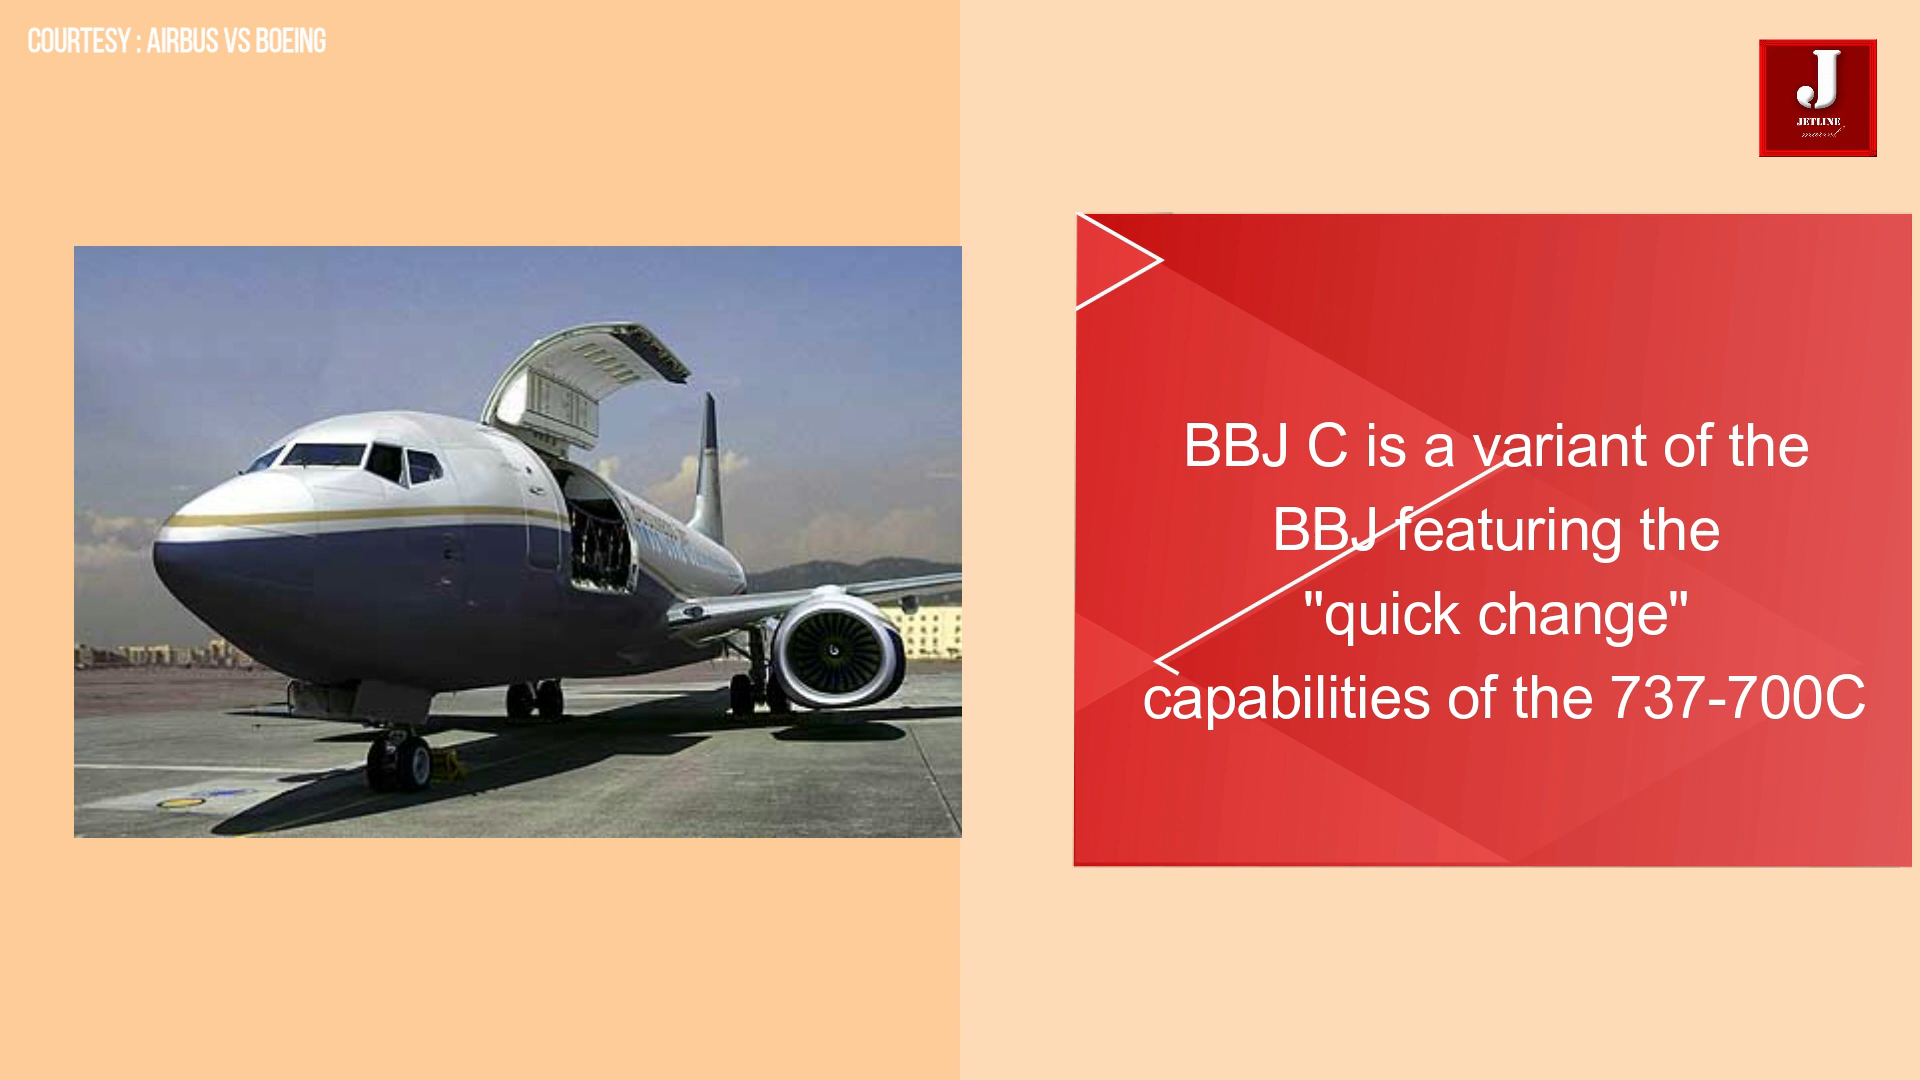 COURTESY : AIRBUS VS BOEING
J
JETLINE
BBJ C is a variant of the
BBJ featuring the
"quick change"
capabilities of the 737-700C